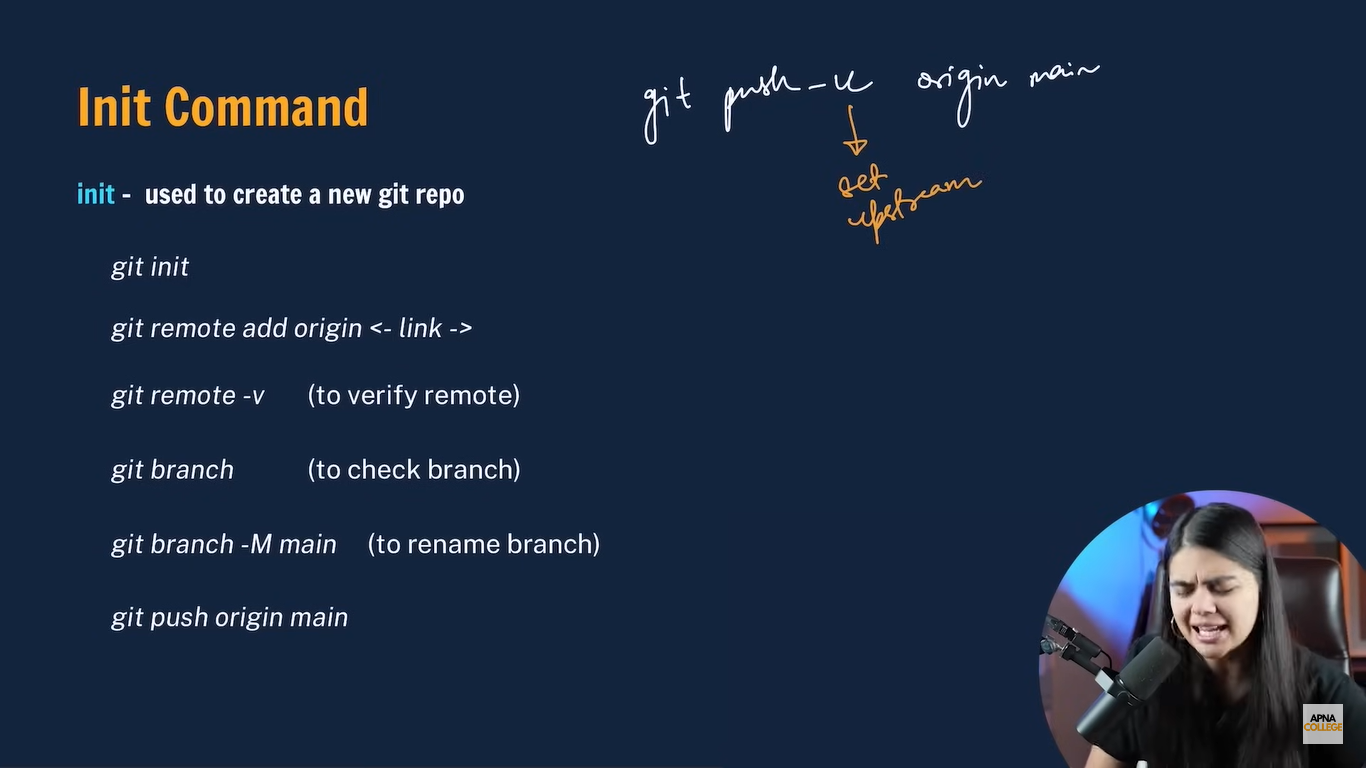 Init Command
git push -u origin main
set
upstream
init - used to create a new git repo
git init
git remote add origin <- link ->
git remote -v (to verify remote)
git branch (to check branch)
git branch -M main (to rename branch)
git push origin main
APNA
COLLEGE